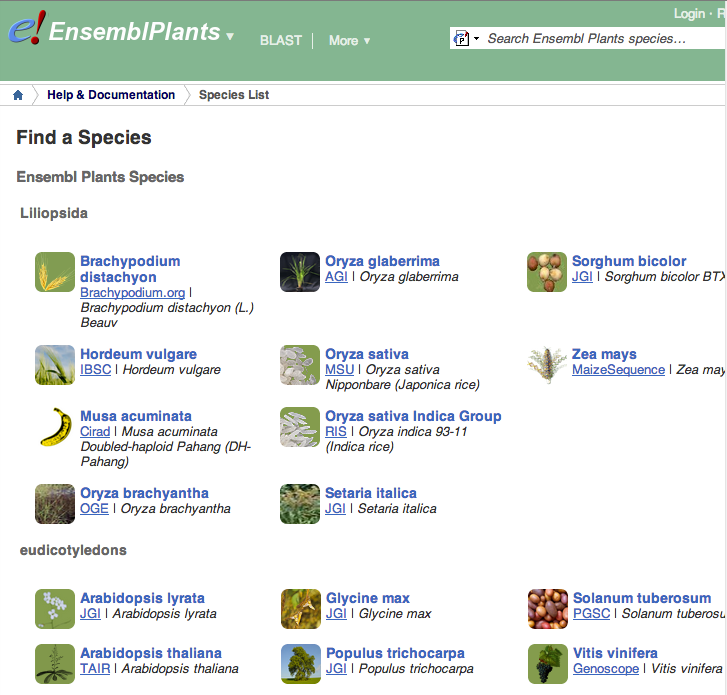 e! EnsemblPlants ▼
BLAST | More ▼
Login · R
Search Ensembl Plants species…
Help & Documentation
Species List
Find a Species
Ensembl Plants Species
Liliopsida
Brachypodium
distachyon
Brachypodium.org |
Brachypodium distachyon (L.)
Beauv
Oryza glaberrima
AGI | Oryza glaberrima
Sorghum bicolor
JGI | Sorghum bicolor BTX
Hordeum vulgare
IBSC | Hordeum vulgare
Oryza sativa
MSU | Oryza sativa
Nipponbare (Japonica rice)
Zea mays
MaizeSequence | Zea may
Musa acuminata
Cirad | Musa acuminata
Doubled-haploid Pahang (DH-
Pahang)
Oryza sativa Indica Group
RIS | Oryza indica 93-11
(Indica rice)
Oryza brachyantha
OGE | Oryza brachyantha
Setaria italica
JGI | Setaria italica
eudicotyledons
Arabidopsis lyrata
JGI | Arabidopsis lyrata
Glycine max
JGI | Glycine max
Solanum tuberosum
PGSC | Solanum tuberosu
Arabidopsis thaliana
TAIR | Arabidopsis thaliana
Populus trichocarpa
JGI | Populus trichocarpa
Vitis vinifera
Genoscope | Vitis vinifera